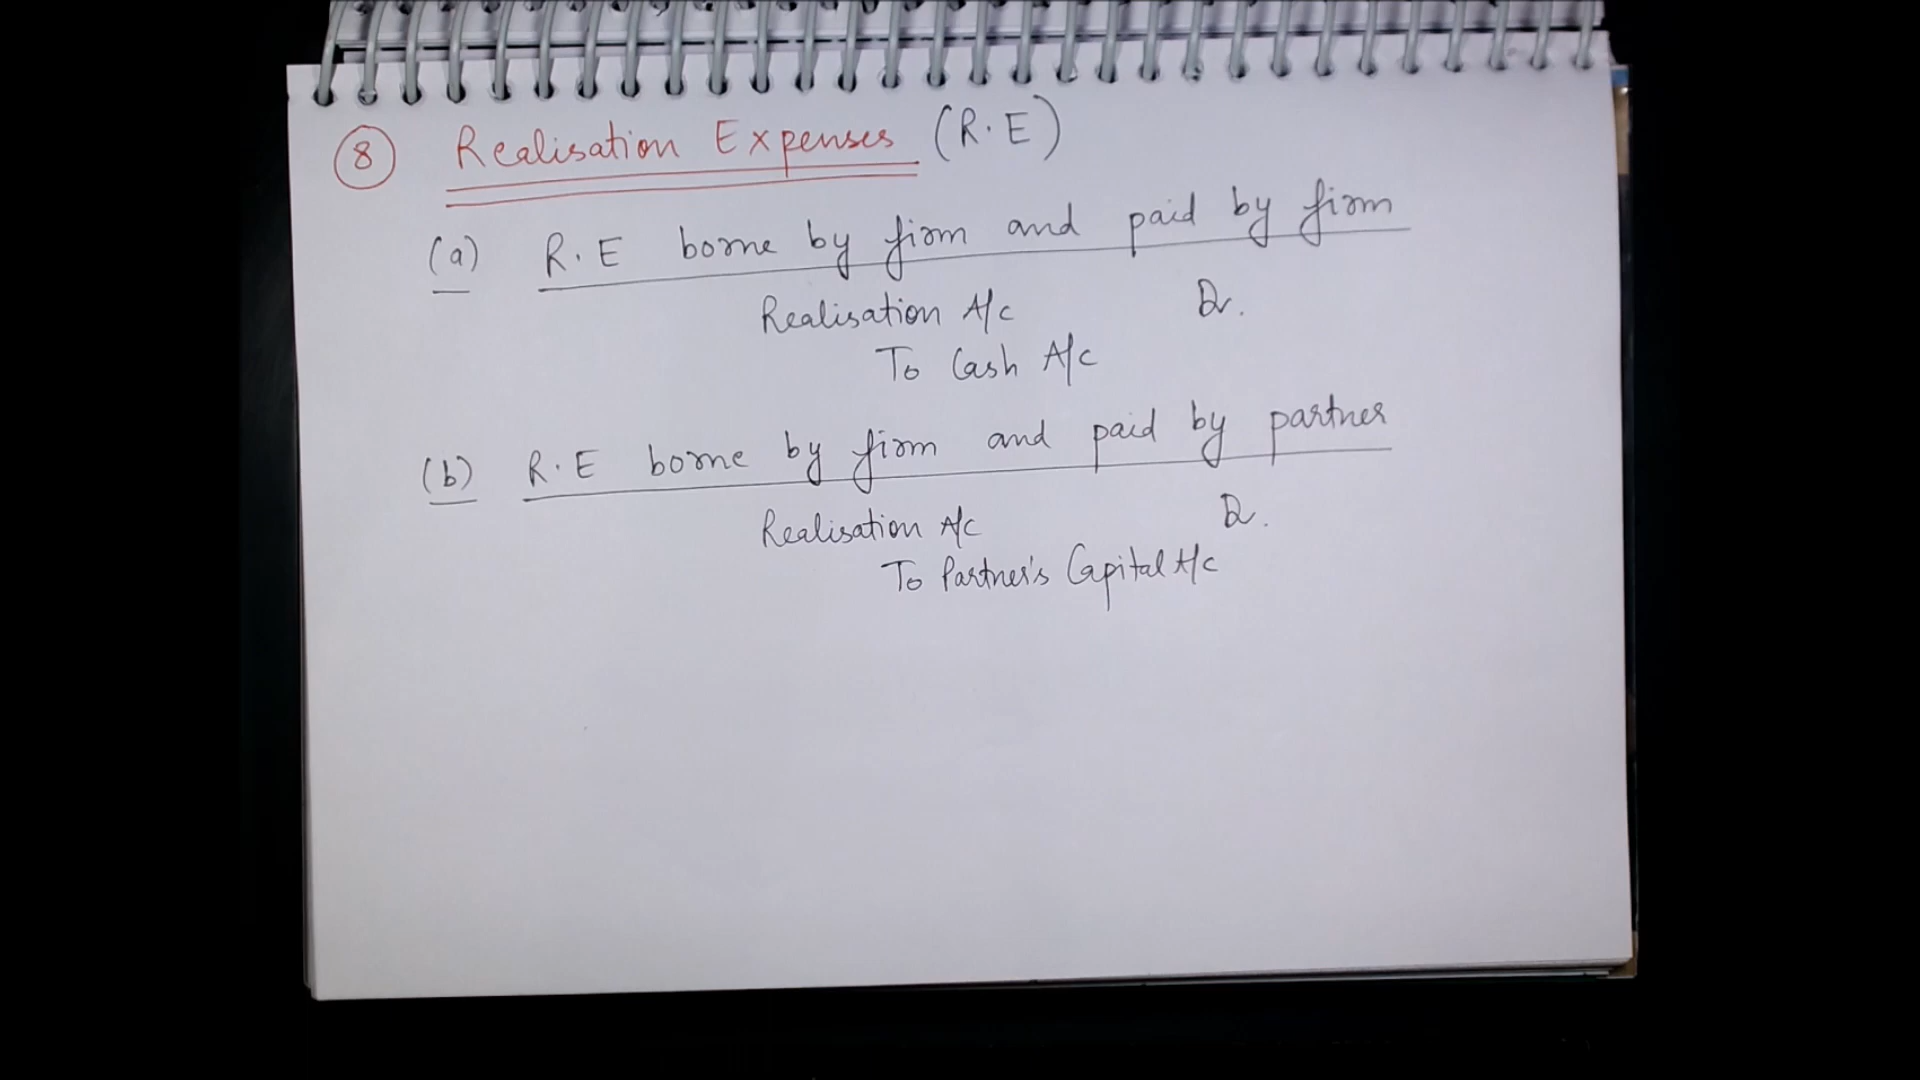 8 Realisation Expenses (R.E)
(a) R.E borne by firm and paid by firm
Realisation A/c Dr.
To Cash A/c
(b) R.E borne by firm and paid by partner
Realisation A/c Dr.
To Partner's Capital A/c